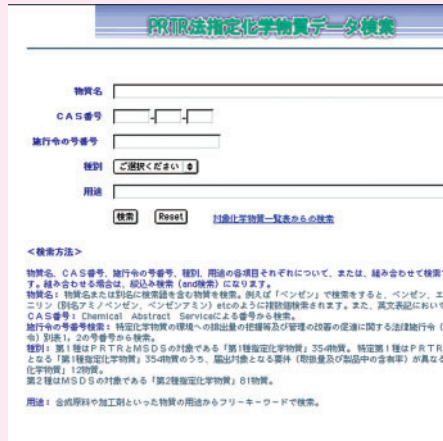 PRTR法指定化学物質データ検索
物質名
CAS番号
- -
施行令の号番号
種別 ご選択ください
用途
検索 Reset 対象化学物質一覧表からの検索
<検索方法>
物質名、CAS番号、施行令の号番号、種別、用途の各項目それぞれについて、または、組み合わせて検索
す。組み合わせる場合は、絞込み検索(and検索)になります。
物質名: 物質名または別名に検索語を含む物質を検索。例えば「ベンゼン」で検索をすると、ベンゼン、エ
ニリン(別名アミノベンゼン、ベンゼンアミン)etcのように複数個検索されます。また、英文表記において
CAS番号: Chemical Abstract Serviceによる番号から検索。
施行令の号番号検索: 特定化学物質の環境への排出量の把握等及び管理の改善の促進に関する法律施行令(
令)別表1,2の号番号から検索。
種別: 第1種はPRTRとMSDSの対象である「第1種指定化学物質」354物質。特定第1種はPRTR
となる「第1種指定化学物質」354物質のうち、届出対象となる要件(取扱量及び製品中の含有率)が異なる
化学物質」12物質。
第2種はMSDSの対象である「第2種指定化学物質」81物質。
用途: 合成原料や加工剤といった物質の用途からフリーキーワードで検索。